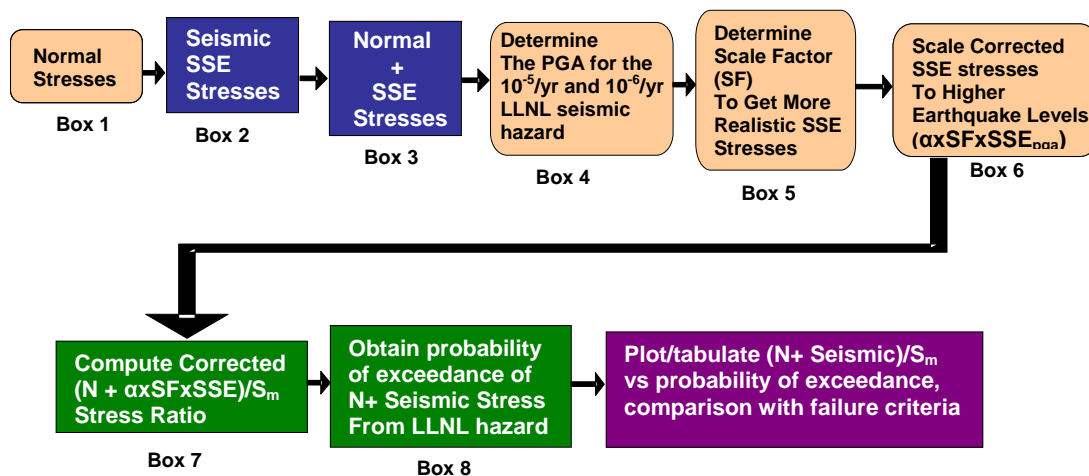 Normal
Stresses
Box 1
Seismic
SSE
Stresses
Box 2
Normal
+
SSE
Stresses
Box 3
Determine
The PGA for the
10⁻⁵/yr and 10⁻⁶/yr
LLNL seismic
hazard
Box 4
Determine
Scale Factor
(SF)
To Get More
Realistic SSE
Stresses
Box 5
Scale Corrected
SSE stresses
To Higher
Earthquake Levels
(αxSFxSSEpga)
Box 6
Compute Corrected
(N + αxSFxSSE)/Sm
Stress Ratio
Box 7
Obtain probability
of exceedance of
N+ Seismic Stress
From LLNL hazard
Box 8
Plot/tabulate (N+ Seismic)/Sm
vs probability of exceedance,
comparison with failure criteria